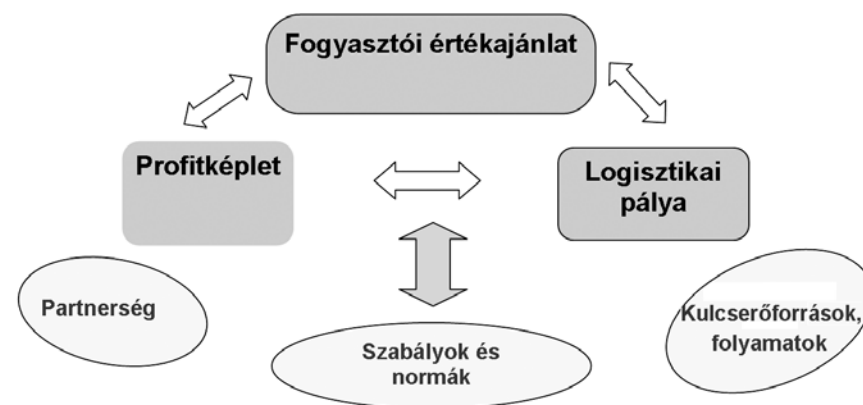 Fogyasztói értékajánlat
Profitképlet
Logisztikai
pálya
Partnerség
Szabályok és
normák
Kulcserőforrások,
folyamatok